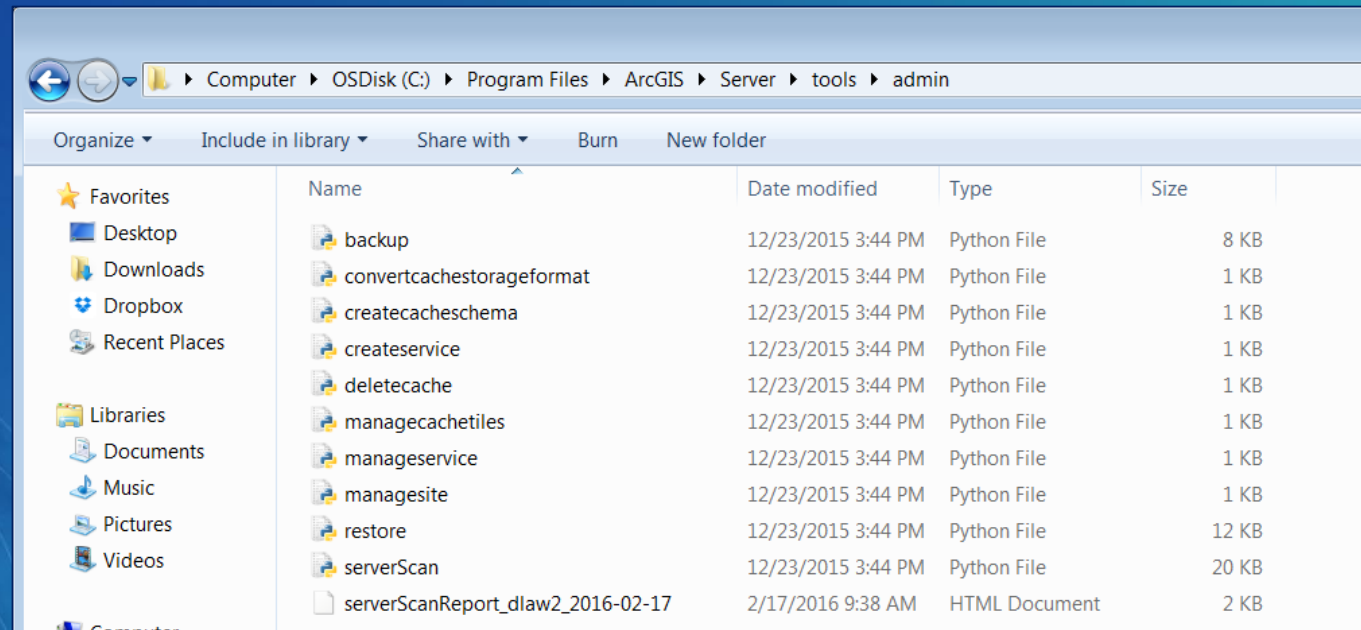 Computer OSDisk (C:) Program Files ArcGIS Server tools admin
Organize Include in library Share with Burn New folder
Favorites
Desktop
Downloads
Dropbox
Recent Places
Libraries
Documents
Music
Pictures
Videos
Computer
Name Date modified Type Size
backup 12/23/2015 3:44 PM Python File 8 KB
convertcachestorageformat 12/23/2015 3:44 PM Python File 1 KB
createcacheschema 12/23/2015 3:44 PM Python File 1 KB
createservice 12/23/2015 3:44 PM Python File 1 KB
deletecache 12/23/2015 3:44 PM Python File 1 KB
managecachetiles 12/23/2015 3:44 PM Python File 1 KB
manageservice 12/23/2015 3:44 PM Python File 1 KB
managesite 12/23/2015 3:44 PM Python File 1 KB
restore 12/23/2015 3:44 PM Python File 12 KB
serverScan 12/23/2015 3:44 PM Python File 20 KB
serverScanReport_dlaw2_2016-02-17 2/17/2016 9:38 AM HTML Document 2 KB